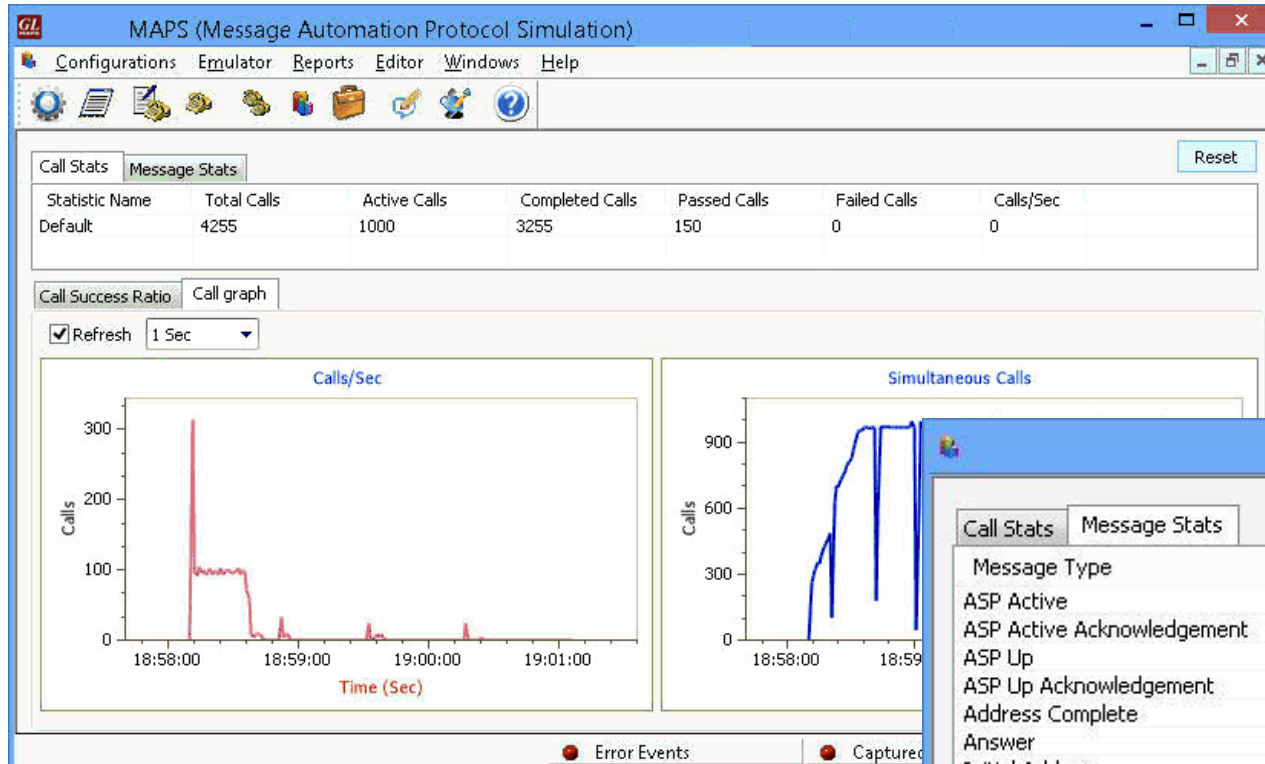 GL
MAPS
MAPS (Message Automation Protocol Simulation)
Configurations Emulator Reports Editor Windows Help
Reset
Call Stats Message Stats
Statistic Name Total Calls Active Calls Completed Calls Passed Calls Failed Calls Calls/Sec
Default 4255 1000 3255 150 0 0
Call Success Ratio Call graph
Refresh 1 Sec
Calls/Sec
300
200
100
0
Calls
18:58:00 18:59:00 19:00:00 19:01:00
Time (Sec)
Simultaneous Calls
900
600
300
0
Calls
18:58:00 18:59
Call Stats Message Stats
Message Type
ASP Active
ASP Active Acknowledgement
ASP Up
ASP Up Acknowledgement
Address Complete
Answer
Error Events Captured